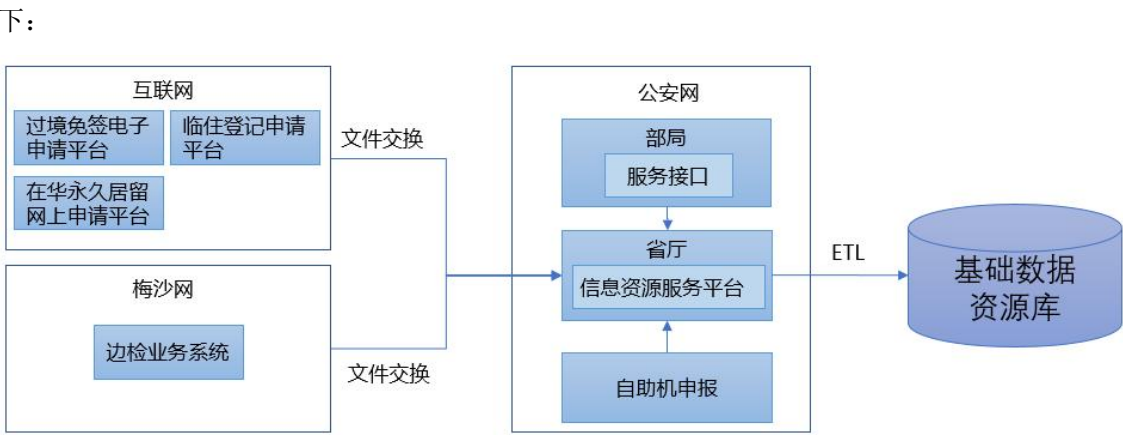 下：
互联网
过境免签电子
申请平台
临住登记申请
平台
在华永久居留
网上申请平台
文件交换
梅沙网
边检业务系统
文件交换
公安网
部局
服务接口
省厅
信息资源服务平台
自助机申报
ETL
基础数据
资源库